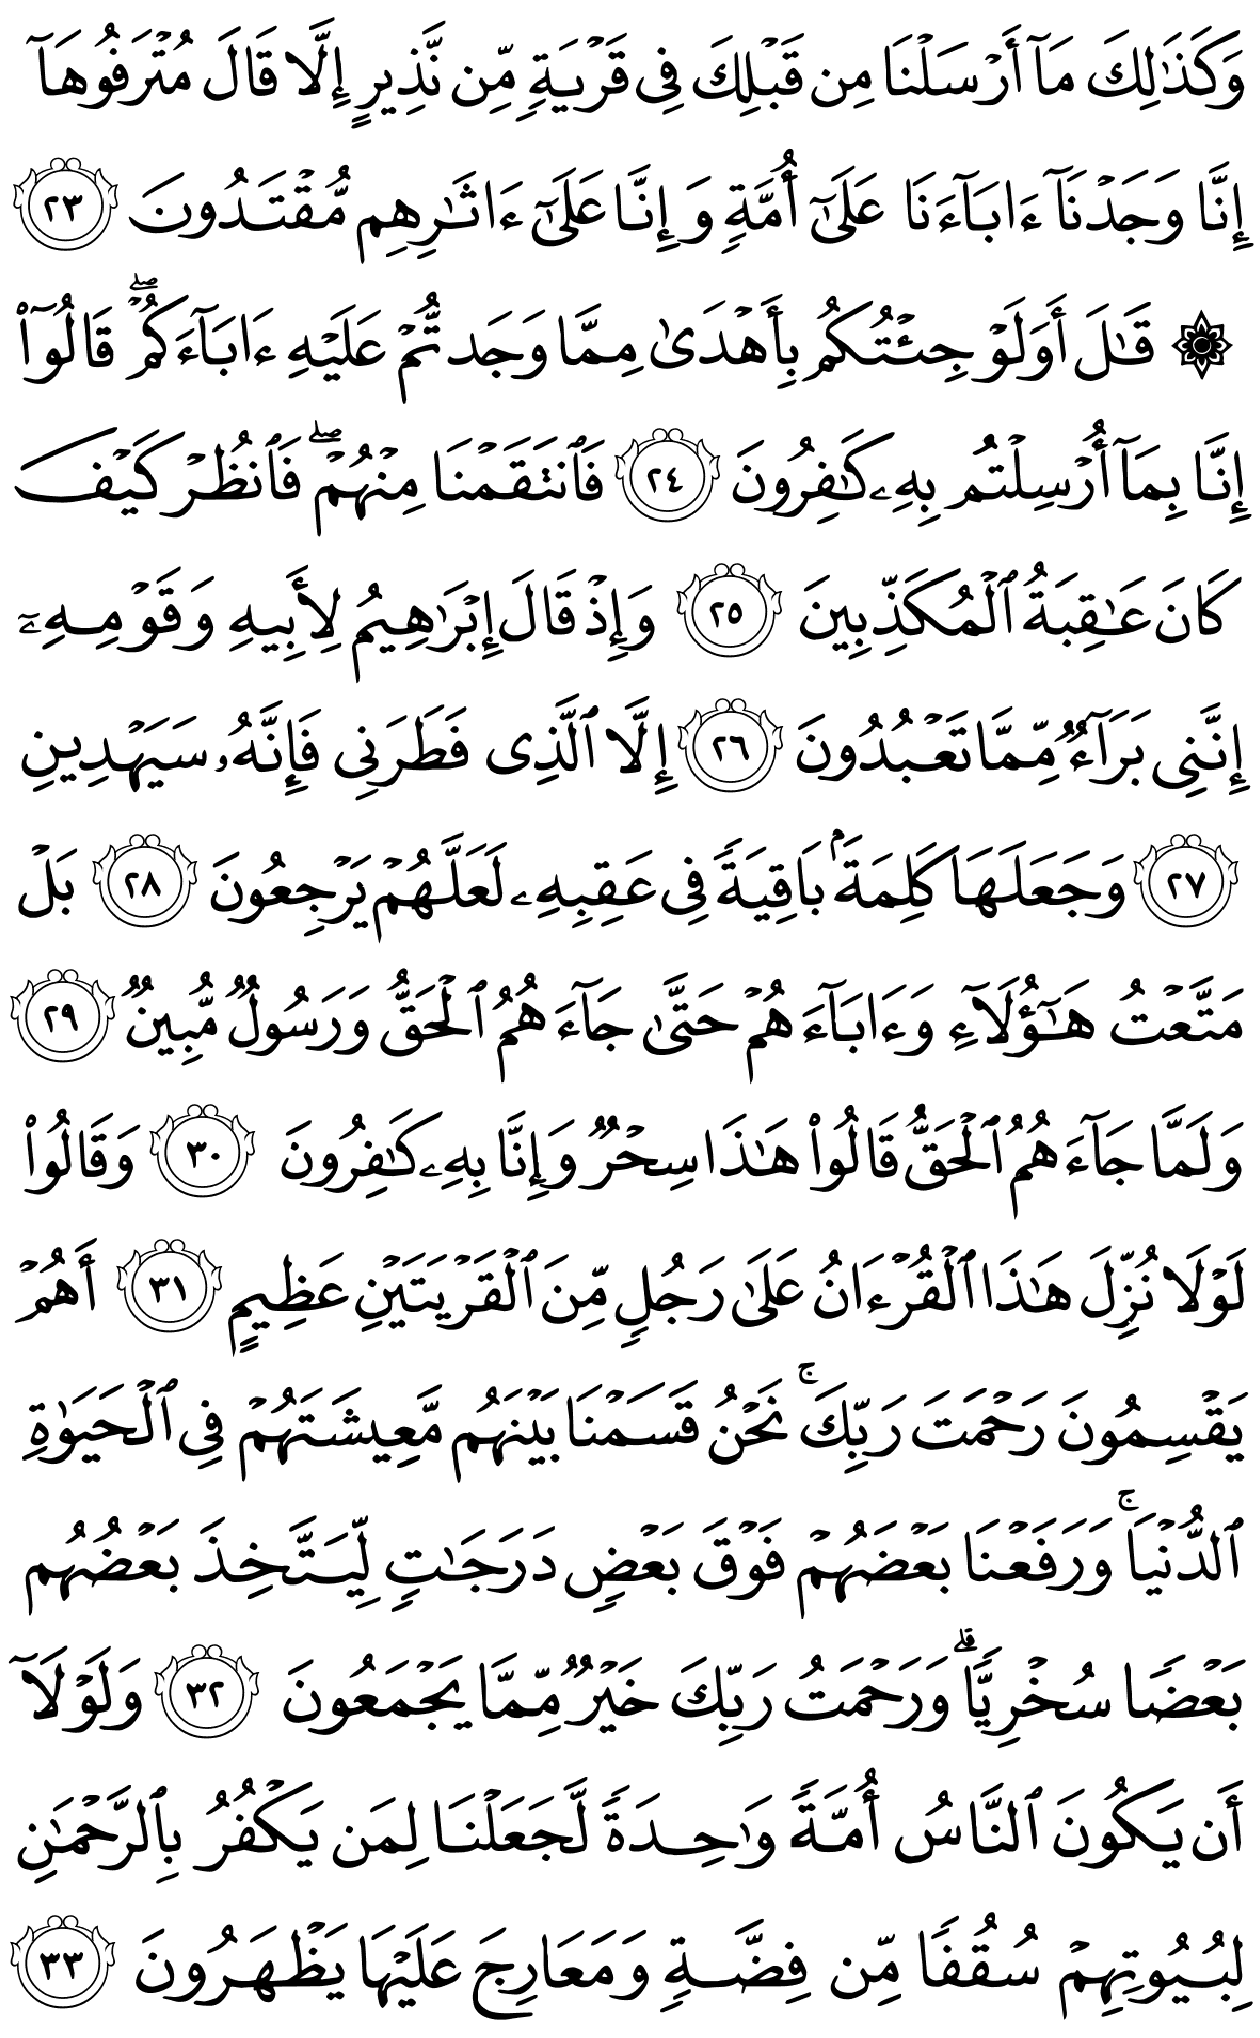 وَكَذَٰلِكَ مَآ أَرۡسَلۡنَا مِن قَبۡلِكَ فِي قَرۡيَةٖ مِّن نَّذِيرٍ إِلَّا قَالَ مُتۡرَفُوهَآ
إِنَّا وَجَدۡنَآ ءَابَآءَنَا عَلَىٰٓ أُمَّةٖ وَإِنَّا عَلَىٰٓ ءَاثَٰرِهِم مُّقۡتَدُونَ ٢٣
۞ قَٰلَ أَوَلَوۡ جِئۡتُكُم بِأَهۡدَىٰ مِمَّا وَجَدتُّمۡ عَلَيۡهِ ءَابَآءَكُمۡۖ قَالُوٓاْ
إِنَّا بِمَآ أُرۡسِلۡتُم بِهِۦ كَٰفِرُونَ ٢٤ فَٱنتَقَمۡنَا مِنۡهُمۡۖ فَٱنظُرۡ كَيۡفَ
كَانَ عَٰقِبَةُ ٱلۡمُكَذِّبِينَ ٢٥ وَإِذۡ قَالَ إِبۡرَٰهِيمُ لِأَبِيهِ وَقَوۡمِهِۦٓ
إِنَّنِي بَرَآءٞ مِّمَّا تَعۡبُدُونَ ٢٦ إِلَّا ٱلَّذِي فَطَرَنِي فَإِنَّهُۥ سَيَهۡدِينِ
٢٧ وَجَعَلَهَا كَلِمَةَۢ بَاقِيَةٗ فِي عَقِبِهِۦ لَعَلَّهُمۡ يَرۡجِعُونَ ٢٨ بَلۡ
مَتَّعۡتُ هَٰٓؤُلَآءِ وَءَابَآءَهُمۡ حَتَّىٰ جَآءَهُمُ ٱلۡحَقُّ وَرَسُولٞ مُّبِينٞ ٢٩
وَلَمَّا جَآءَهُمُ ٱلۡحَقُّ قَالُواْ هَٰذَا سِحۡرٞ وَإِنَّا بِهِۦ كَٰفِرُونَ ٣٠ وَقَالُواْ
لَوۡلَا نُزِّلَ هَٰذَا ٱلۡقُرۡءَانُ عَلَىٰ رَجُلٖ مِّنَ ٱلۡقَرۡيَتَيۡنِ عَظِيمٍ ٣١ أَهُمۡ
يَقۡسِمُونَ رَحۡمَتَ رَبِّكَۚ نَحۡنُ قَسَمۡنَا بَيۡنَهُم مَّعِيشَتَهُمۡ فِي ٱلۡحَيَوٰةِ
ٱلدُّنۡيَاۚ وَرَفَعۡنَا بَعۡضَهُمۡ فَوۡقَ بَعۡضٖ دَرَجَٰتٖ لِّيَتَّخِذَ بَعۡضُهُم
بَعۡضٗا سُخۡرِيّٗاۗ وَرَحۡمَتُ رَبِّكَ خَيۡرٞ مِّمَّا يَجۡمَعُونَ ٣٢ وَلَوۡلَآ
أَن يَكُونَ ٱلنَّاسُ أُمَّةٗ وَٰحِدَةٗ لَّجَعَلۡنَا لِمَن يَكۡفُرُ بِٱلرَّحۡمَٰنِ
لِبُيُوتِهِمۡ سُقُفٗا مِّن فِضَّةٖ وَمَعَارِجَ عَلَيۡهَا يَظۡهَرُونَ ٣٣